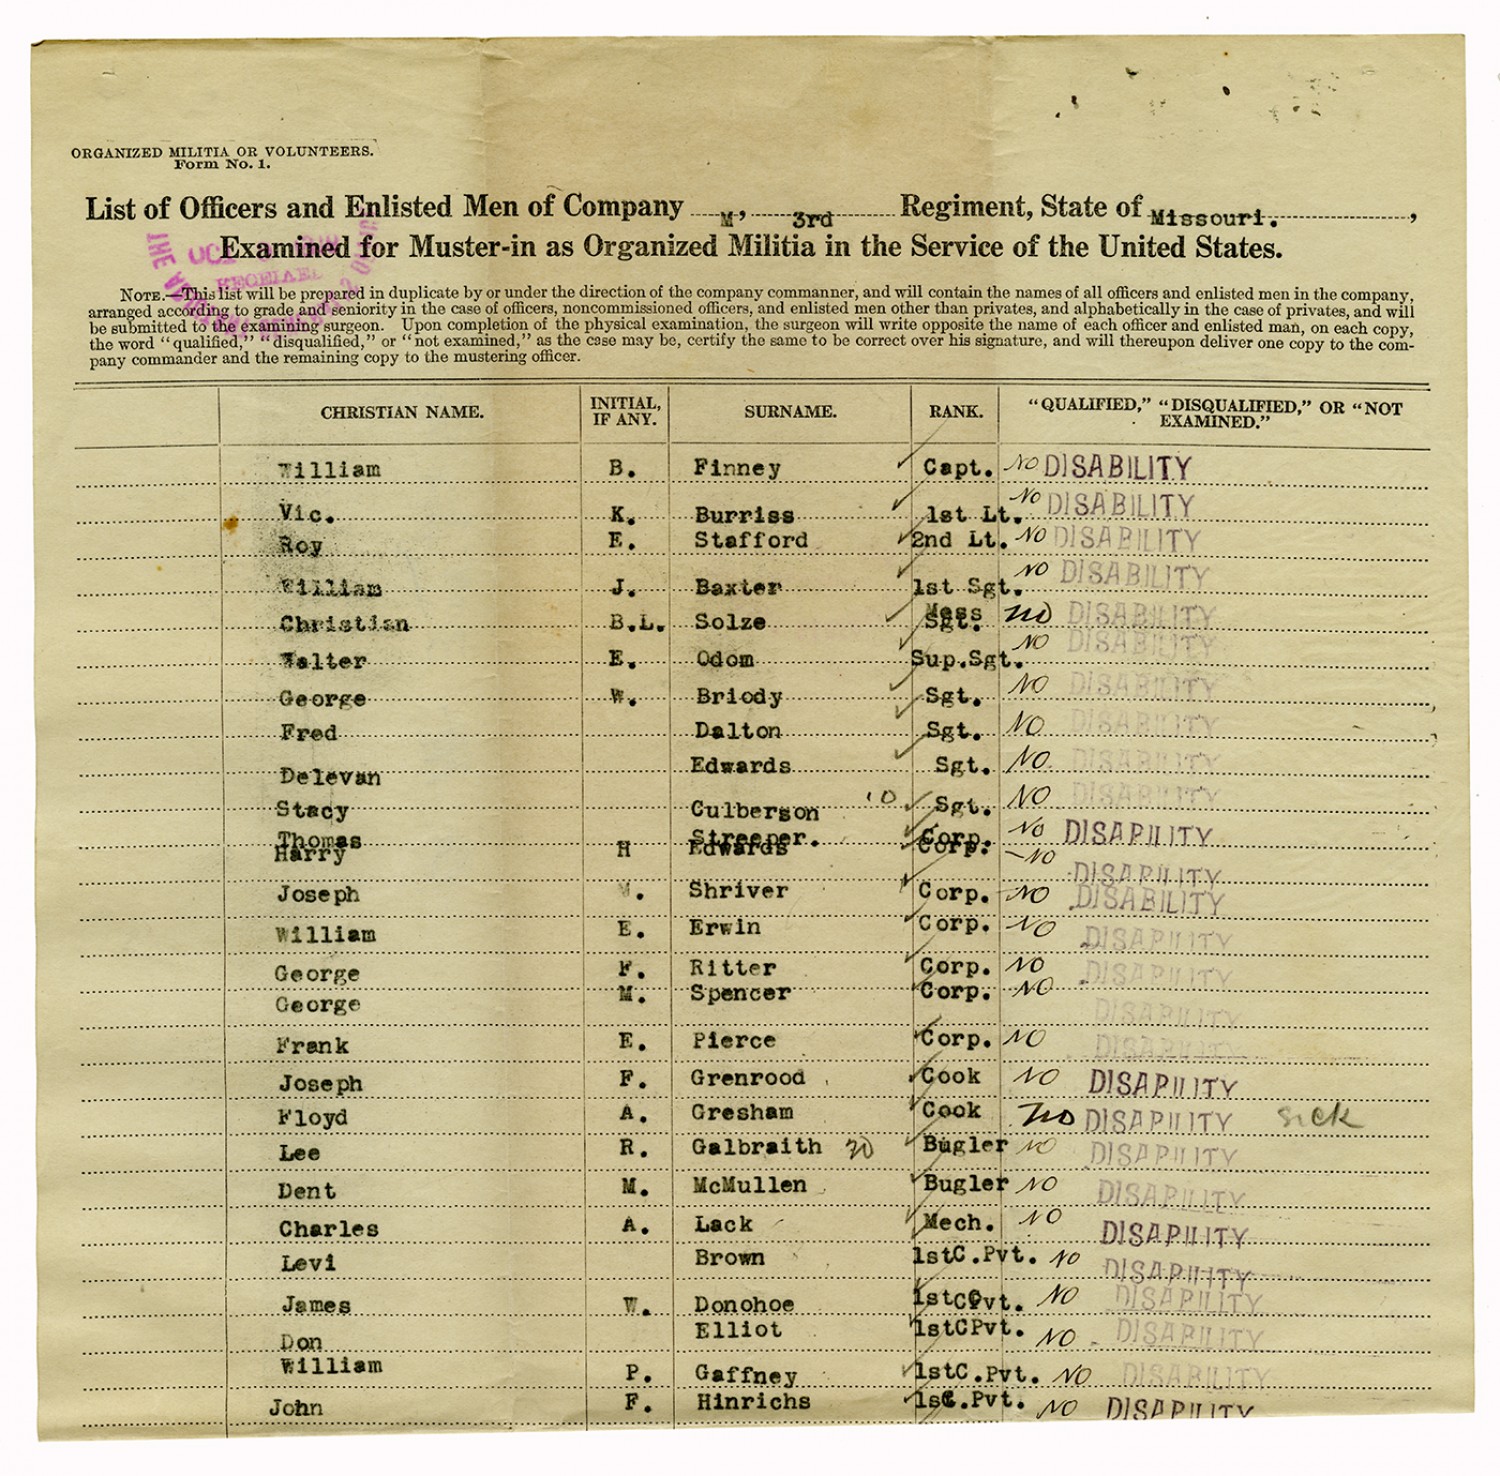 ORGANIZED MILITIA OR VOLUNTEERS.
Form No. 1.
List of Officers and Enlisted Men of Company M, 3rd Regiment, State of Missouri.,
Examined for Muster-in as Organized Militia in the Service of the United States.
THE RECEIVED
NOTE.—This list will be prepared in duplicate by or under the direction of the company commanner, and will contain the names of all officers and enlisted men in the company,
arranged according to grade and seniority in the case of officers, noncommissioned officers, and enlisted men other than privates, and alphabetically in the case of privates, and will
be submitted to the examining surgeon. Upon completion of the physical examination, the surgeon will write opposite the name of each officer and enlisted man, on each copy,
the word "qualified," "disqualified," or "not examined," as the case may be, certify the same to be correct over his signature, and will thereupon deliver one copy to the com-
pany commander and the remaining copy to the mustering officer.
CHRISTIAN NAME. INITIAL, IF ANY. SURNAME. RANK. "QUALIFIED," "DISQUALIFIED," OR "NOT EXAMINED."
William B. Finney Capt. NO DISABILITY
Vic. K. Burriss 1st Lt. NO DISABILITY
Roy E. Stafford 2nd Lt. NO DISABILITY
William J. Baxter 1st Sgt. NO DISABILITY
Christian B.L. Solze Mess Sgt. no DISABILITY
Walter E. Odom Sup.Sgt. NO DISABILITY
George W. Briody Sgt. NO DISABILITY
Fred Dalton Sgt. NO DISABILITY
Delevan Edwards Sgt. NO DISABILITY
Stacy Culberson 10 Sgt. NO DISABILITY
Thomas Streeper. Corp. NO DISABILITY
Harry H Edwards Corp. NO DISABILITY
Joseph W. Shriver Corp. NO DISABILITY
William E. Erwin Corp. NO DISABILITY
George F. Ritter Corp. NO DISABILITY
George M. Spencer Corp. NO DISABILITY
Frank E. Pierce Corp. NO DISABILITY
Joseph F. Grenrood Cook NO DISABILITY
Floyd A. Gresham Cook no DISABILITY sick
Lee R. Galbraith 30 Bugler NO DISABILITY
Dent M. McMullen Bugler NO DISABILITY
Charles A. Lack Mech. NO DISABILITY
Levi Brown 1stC.Pvt. NO DISABILITY
James W. Donohoe 1stCPvt. NO DISABILITY
Don Elliot 1stCPvt. NO DISABILITY
William P. Gaffney 1stC.Pvt. NO DISABILITY
John F. Hinrichs 1stC.Pvt. NO DISABILITY